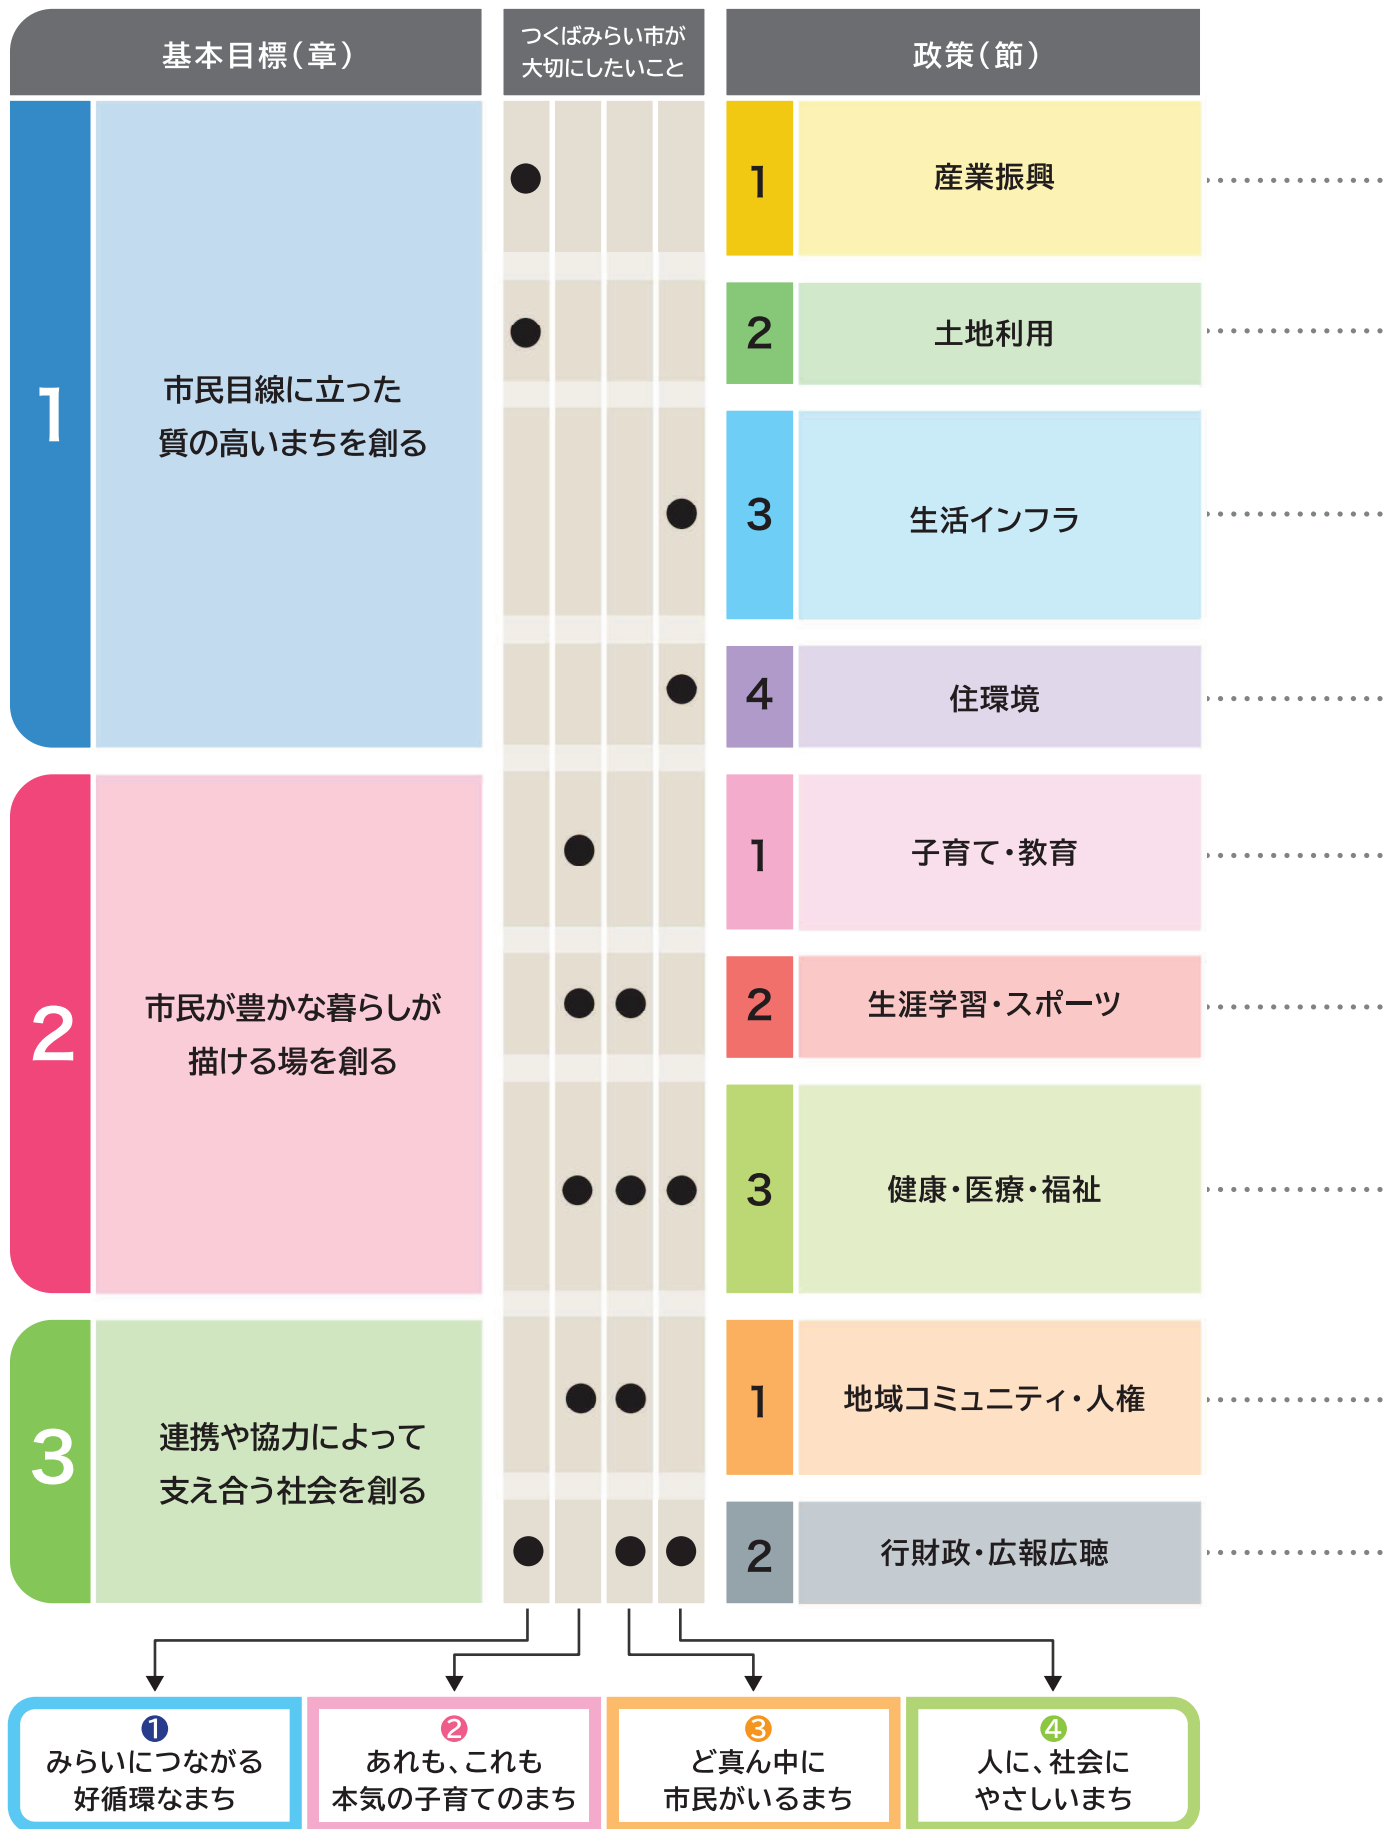 基本目標（章）
つくばみらい市が
大切にしたいこと
政策（節）
1
市民目線に立った
質の高いまちを創る
1
産業振興
2
土地利用
3
生活インフラ
4
住環境
2
市民が豊かな暮らしが
描ける場を創る
1
子育て・教育
2
生涯学習・スポーツ
3
健康・医療・福祉
3
連携や協力によって
支え合う社会を創る
1
地域コミュニティ・人権
2
行財政・広報広聴
❶
みらいにつながる
好循環なまち
❷
あれも、これも
本気の子育てのまち
❸
ど真ん中に
市民がいるまち
❹
人に、社会に
やさしいまち